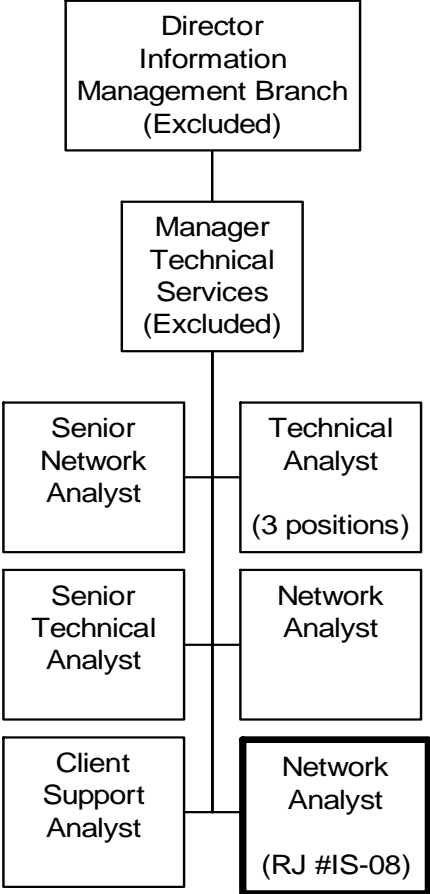 Director
Information
Management Branch
(Excluded)
Manager
Technical
Services
(Excluded)
Senior
Network
Analyst
Technical
Analyst
(3 positions)
Senior
Technical
Analyst
Network
Analyst
Client
Support
Analyst
Network
Analyst
(RJ #IS-08)